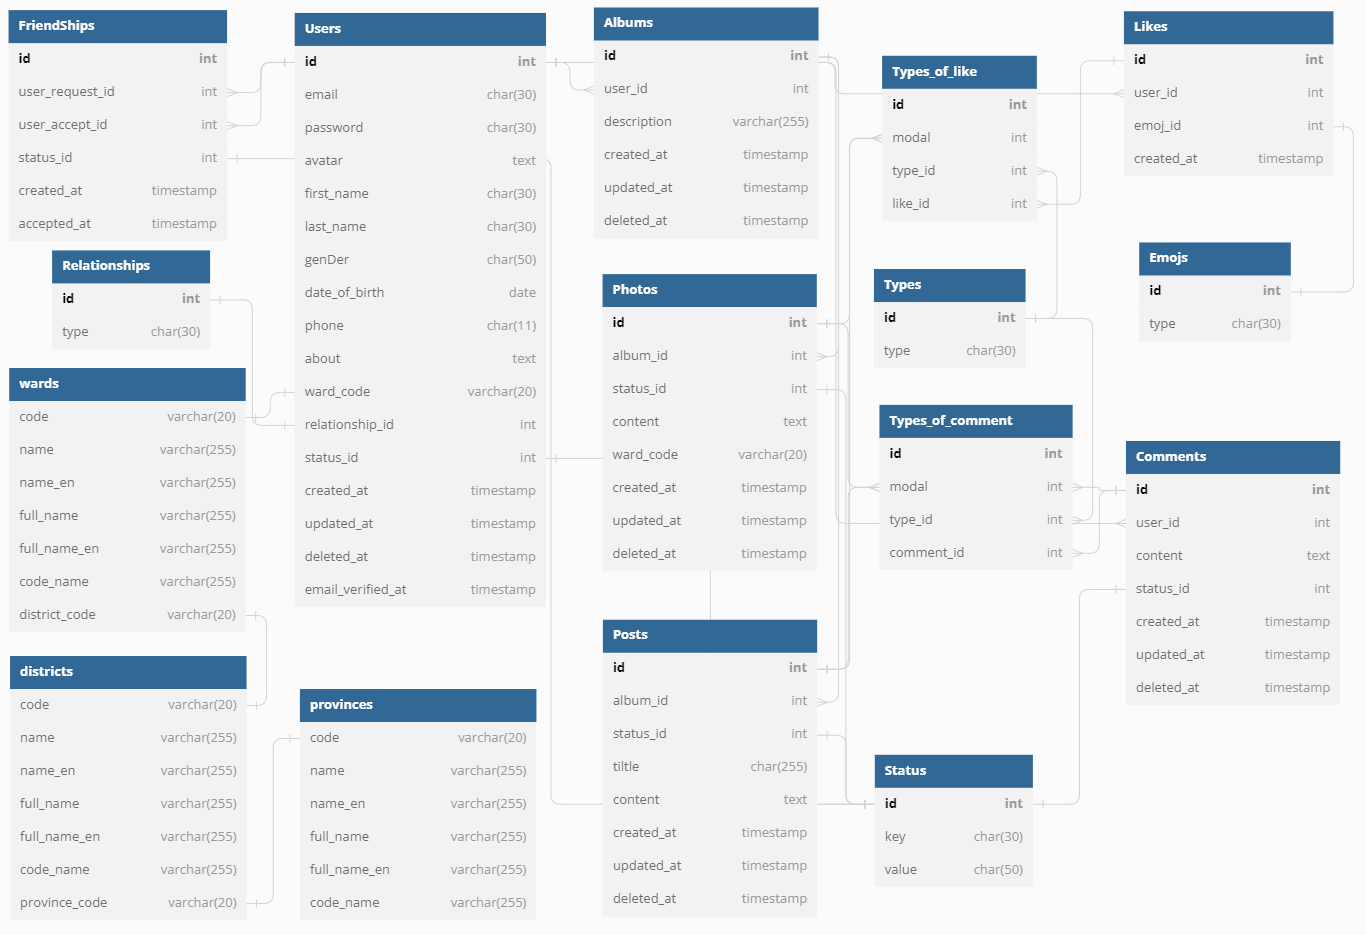 FriendShips
id int
user_request_id int
user_accept_id int
status_id int
created_at timestamp
accepted_at timestamp
Relationships
id int
type char(30)
wards
code varchar(20)
name varchar(255)
name_en varchar(255)
full_name varchar(255)
full_name_en varchar(255)
code_name varchar(255)
district_code varchar(20)
districts
code varchar(20)
name varchar(255)
name_en varchar(255)
full_name varchar(255)
full_name_en varchar(255)
code_name varchar(255)
province_code varchar(20)
Users
id int
email char(30)
password char(30)
avatar text
first_name char(30)
last_name char(30)
genDer char(50)
date_of_birth date
phone char(11)
about text
ward_code varchar(20)
relationship_id int
status_id int
created_at timestamp
updated_at timestamp
deleted_at timestamp
email_verified_at timestamp
provinces
code varchar(20)
name varchar(255)
name_en varchar(255)
full_name varchar(255)
full_name_en varchar(255)
code_name varchar(255)
Albums
id int
user_id int
description varchar(255)
created_at timestamp
updated_at timestamp
deleted_at timestamp
Photos
id int
album_id int
status_id int
content text
ward_code varchar(20)
created_at timestamp
updated_at timestamp
deleted_at timestamp
Posts
id int
album_id int
status_id int
tiltle char(255)
content text
created_at timestamp
updated_at timestamp
deleted_at timestamp
Types_of_like
id int
modal int
type_id int
like_id int
Types
id int
type char(30)
Types_of_comment
id int
modal int
type_id int
comment_id int
Status
id int
key char(30)
value char(50)
Likes
id int
user_id int
emoj_id int
created_at timestamp
Emojs
id int
type char(30)
Comments
id int
user_id int
content text
status_id int
created_at timestamp
updated_at timestamp
deleted_at timestamp